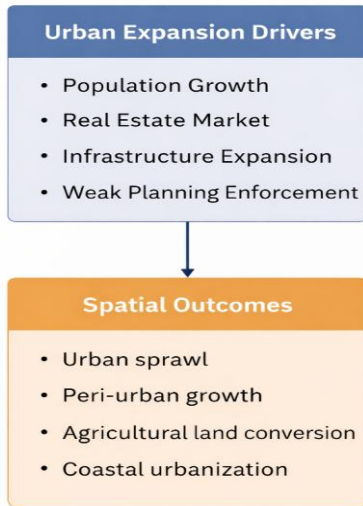 Urban Expansion Drivers
• Population Growth
• Real Estate Market
• Infrastructure Expansion
• Weak Planning Enforcement
Spatial Outcomes
• Urban sprawl
• Peri-urban growth
• Agricultural land conversion
• Coastal urbanization